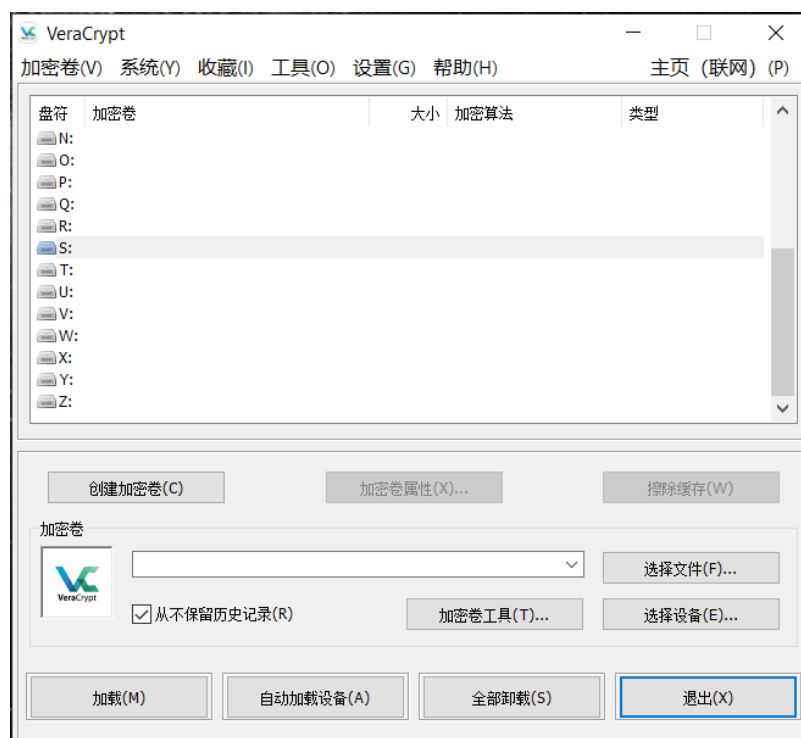 VeraCrypt
加密卷(V) 系统(Y) 收藏(I) 工具(O) 设置(G) 帮助(H) 主页 (联网) (P)
盘符 加密卷 大小 加密算法 类型
N:
O:
P:
Q:
R:
S:
T:
U:
V:
W:
X:
Y:
Z:
创建加密卷(C) 加密卷属性(X)... 擦除缓存(W)
加密卷
VeraCrypt
选择文件(F)...
从不保留历史记录(R) 加密卷工具(T)... 选择设备(E)...
加载(M) 自动加载设备(A) 全部卸载(S) 退出(X)